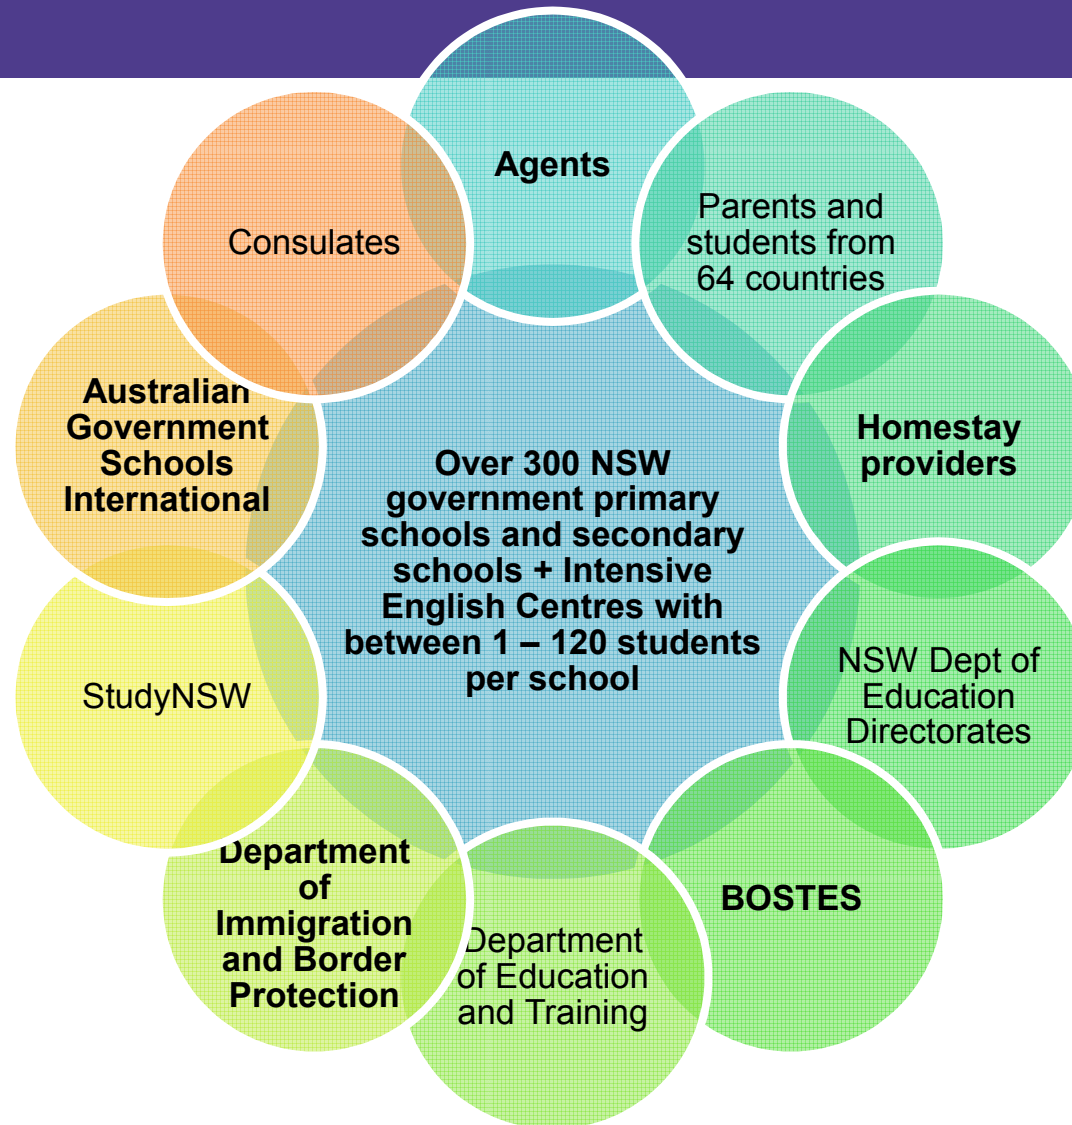 Agents
Parents and
students from
64 countries
Homestay
providers
NSW Dept of
Education
Directorates
BOSTES
Department
of Education
and Training
Department
of
Immigration
and Border
Protection
StudyNSW
Australian
Government
Schools
International
Consulates
Over 300 NSW
government primary
schools and secondary
schools + Intensive
English Centres with
between 1 – 120 students
per school